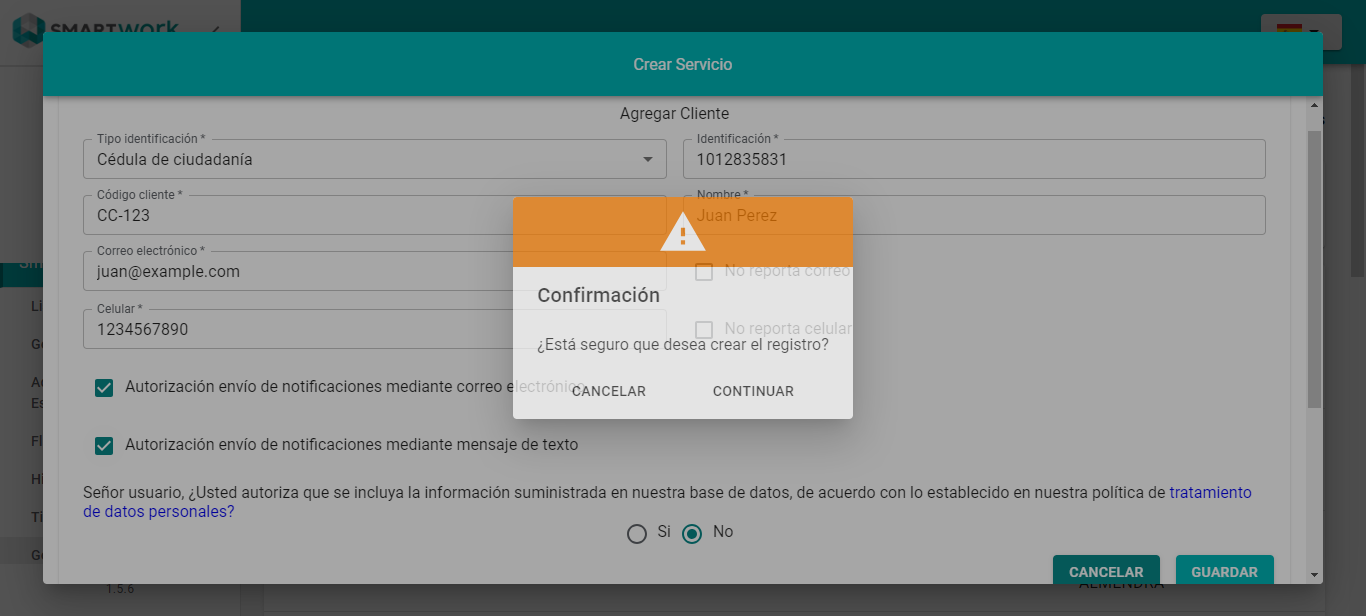 SMARTWORK
Crear Servicio
Agregar Cliente
Tipo identificación *
Cédula de ciudadanía
Identificación *
1012835831
Código cliente *
CC-123
Nombre *
Juan Perez
Correo electrónico *
juan@example.com
No reporta correo
Celular *
1234567890
No reporta celular
Confirmación
¿Está seguro que desea crear el registro?
CANCELAR
CONTINUAR
Autorización envío de notificaciones mediante correo electrónico
Autorización envío de notificaciones mediante mensaje de texto
Señor usuario, ¿Usted autoriza que se incluya la información suministrada en nuestra base de datos, de acuerdo con lo establecido en nuestra política de tratamiento
de datos personales?
Si
No
CANCELAR
GUARDAR
ALMENDRA
1.5.6